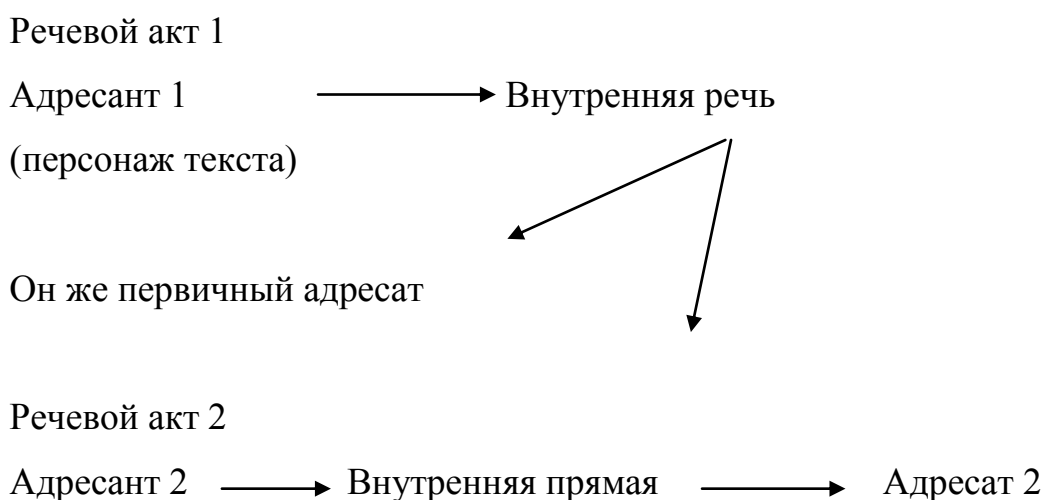 Речевой акт 1
Адресант 1 Внутренняя речь
(персонаж текста)
Он же первичный адресат
Речевой акт 2
Адресант 2 Внутренняя прямая Адресат 2